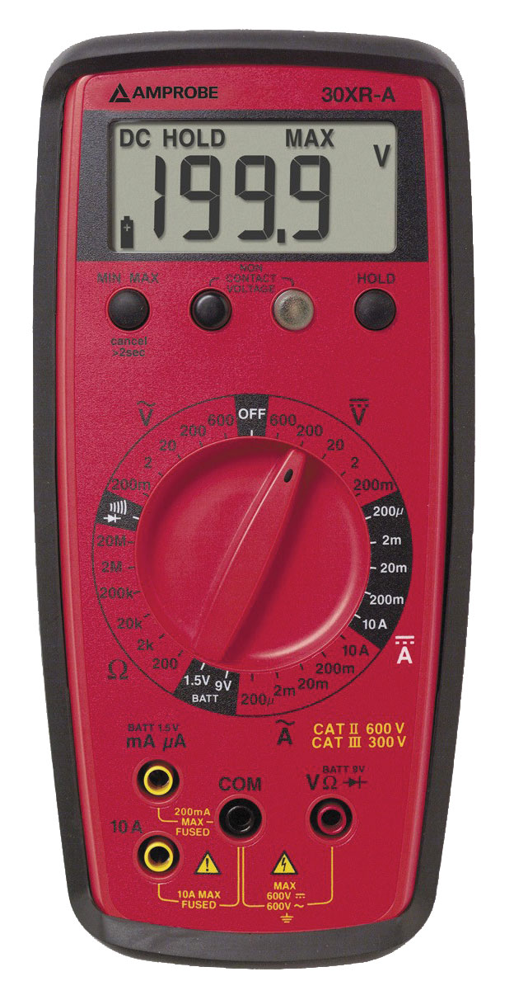 AMPROBE 30XR-A
DC HOLD MAX
199.9 V
MIN MAX
NON
CONTACT
VOLTAGE
HOLD
cancel
>2sec
V OFF V
600 600
200 200
20 20
2 2
200m 200m
200µ
20M 2m
2M 20m
200k 200m
20k 10A
2k 10A
200 200m
Ω A
1.5V 9V
BATT
200µ 2m 20m
A
CAT II 600V
CAT III 300V
BATT 1.5V
mA µA
COM
BATT 9V
VΩ
200mA
MAX
FUSED
10A
10A MAX
FUSED
MAX
600V
600V